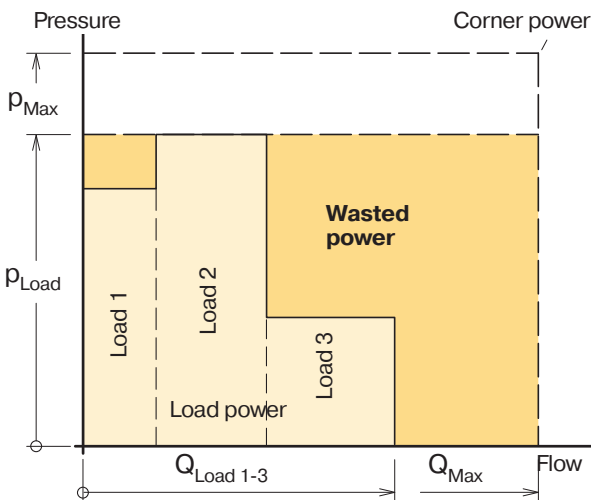 Pressure
Corner power
pMax
Wasted
power
pLoad
Load 1
Load 2
Load 3
Load power
QLoad 1-3
QMax
Flow